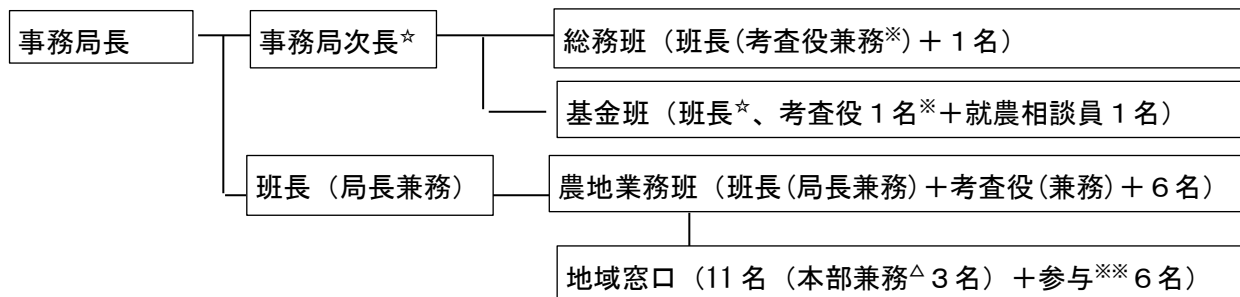 事務局長
事務局次長☆
総務班（班長(考査役兼務※)＋１名）
基金班（班長☆、考査役１名※＋就農相談員１名）
班長（局長兼務）
農地業務班（班長(局長兼務)＋考査役(兼務)＋６名）
地域窓口（11名（本部兼務△３名）＋参与※※６名）